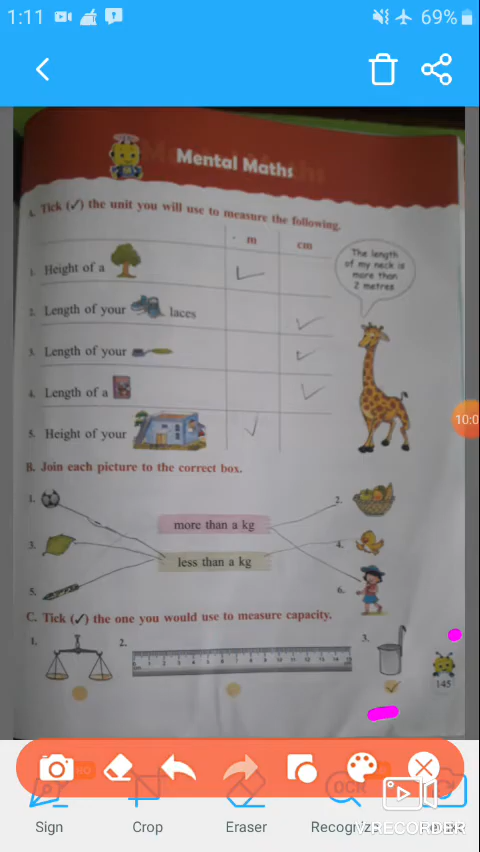 1:11
69%
Mental Maths
A. Tick (✓) the unit you will use to measure the following.
m cm
1. Height of a
2. Length of your laces
3. Length of your
4. Length of a
5. Height of your
The length
of my neck is
more than
2 metres
10:0
B. Join each picture to the correct box.
1. 2.
more than a kg
3. 4.
less than a kg
5. 6.
C. Tick (✓) the one you would use to measure capacity.
1. 2. 3.
145
Sign Crop Eraser Recognize
OCR
V RECORDER